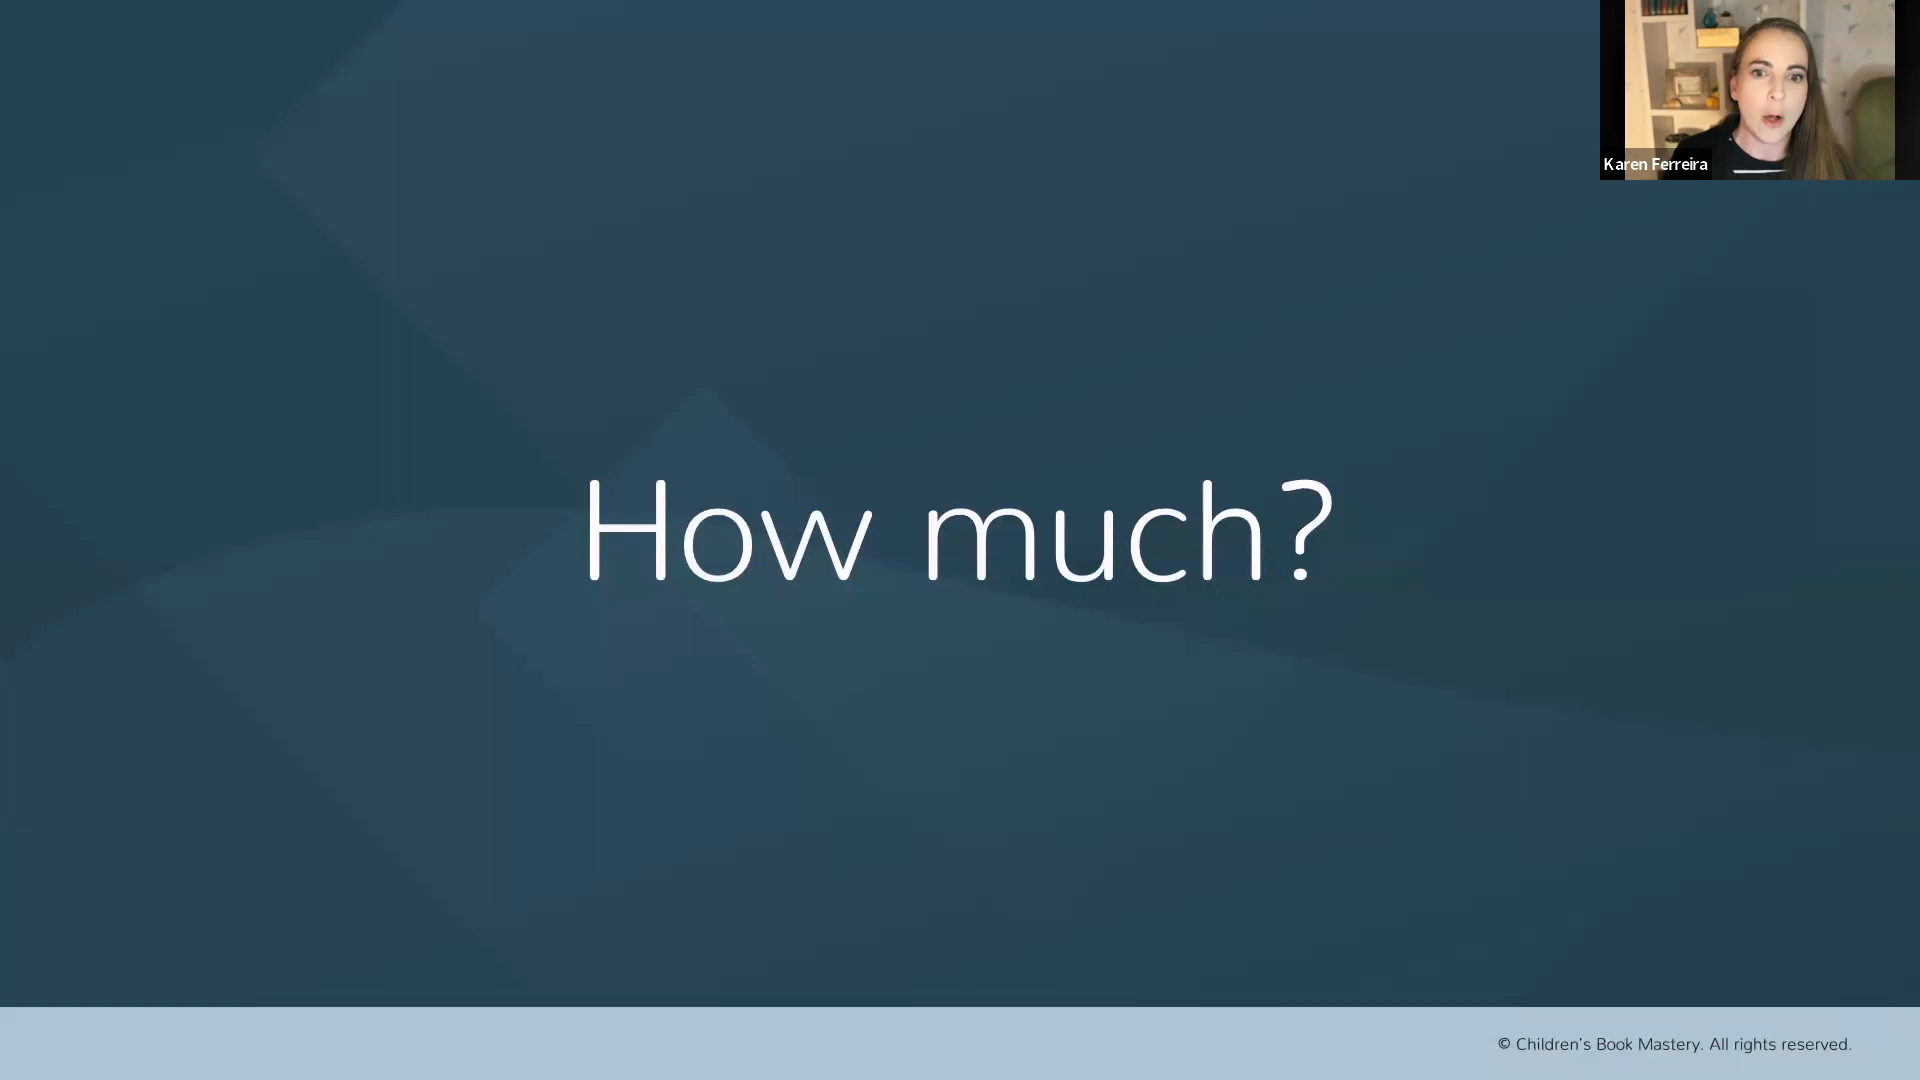 Karen Ferreira
How much?
© Children's Book Mastery. All rights reserved.